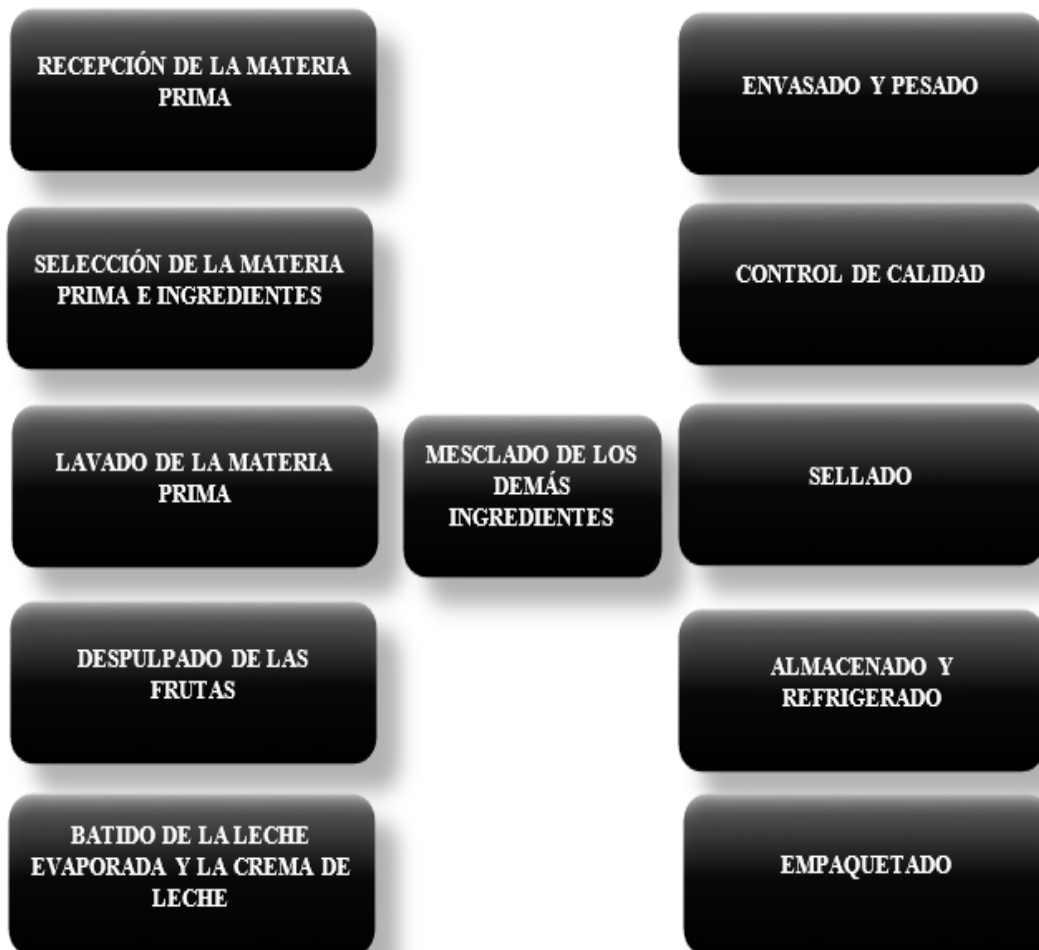 RECEPCIÓN DE LA MATERIA
PRIMA
SELECCIÓN DE LA MATERIA
PRIMA E INGREDIENTES
LAVADO DE LA MATERIA
PRIMA
DESPULPADO DE LAS
FRUTAS
BATIDO DE LA LECHE
EVAPORADA Y LA CREMA DE
LECHE
MESCLADO DE LOS
DEMÁS
INGREDIENTES
ENVASADO Y PESADO
CONTROL DE CALIDAD
SELLADO
ALMACENADO Y
REFRIGERADO
EMPAQUETADO